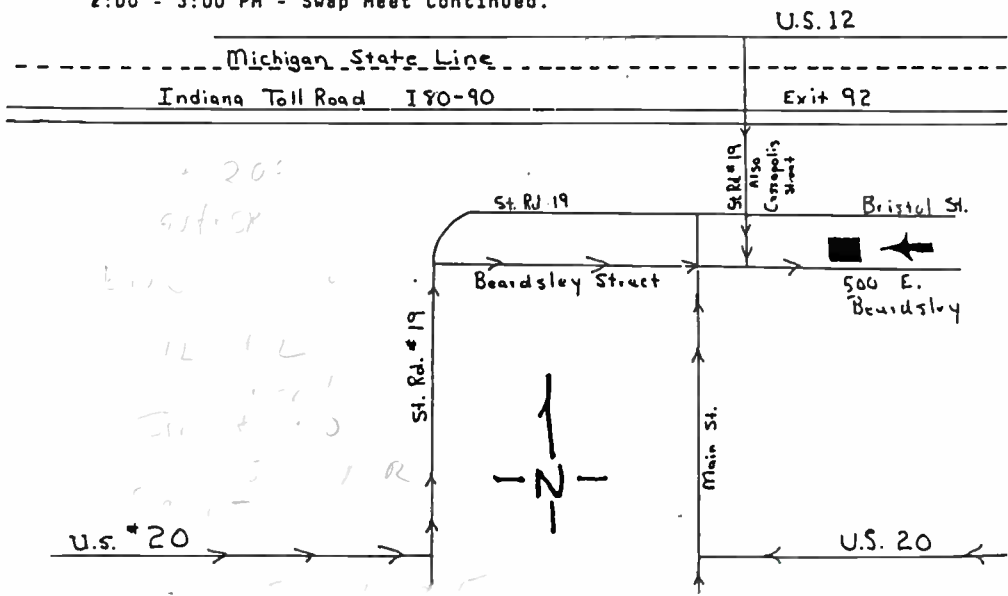 2:00 - 5:00 PM - Swap Meet Continued.
U.S. 12
Michigan State Line
Indiana Toll Road I 80-90
Exit 92
St Rd #19
Also
Cassopolis
Street
St. Rd. 19
Bristol St.
Beardsley Street
500 E.
Beardsley
St. Rd. #19
Main St.
N
U.S. #20
U.S. 20